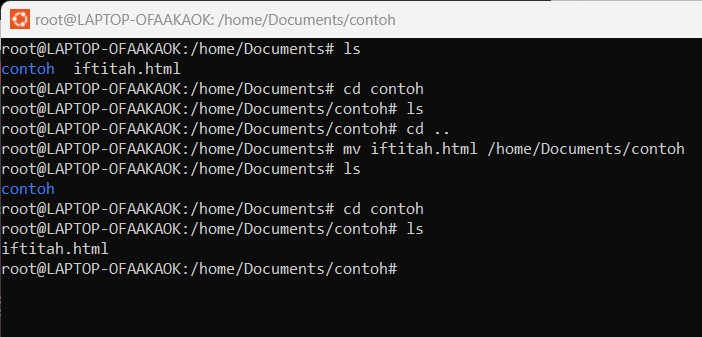 root@LAPTOP-OFAAKAOK: /home/Documents/contoh
root@LAPTOP-OFAAKAOK:/home/Documents# ls
contoh  iftitah.html
root@LAPTOP-OFAAKAOK:/home/Documents# cd contoh
root@LAPTOP-OFAAKAOK:/home/Documents/contoh# ls
root@LAPTOP-OFAAKAOK:/home/Documents/contoh# cd ..
root@LAPTOP-OFAAKAOK:/home/Documents# mv iftitah.html /home/Documents/contoh
root@LAPTOP-OFAAKAOK:/home/Documents# ls
contoh
root@LAPTOP-OFAAKAOK:/home/Documents# cd contoh
root@LAPTOP-OFAAKAOK:/home/Documents/contoh# ls
iftitah.html
root@LAPTOP-OFAAKAOK:/home/Documents/contoh#